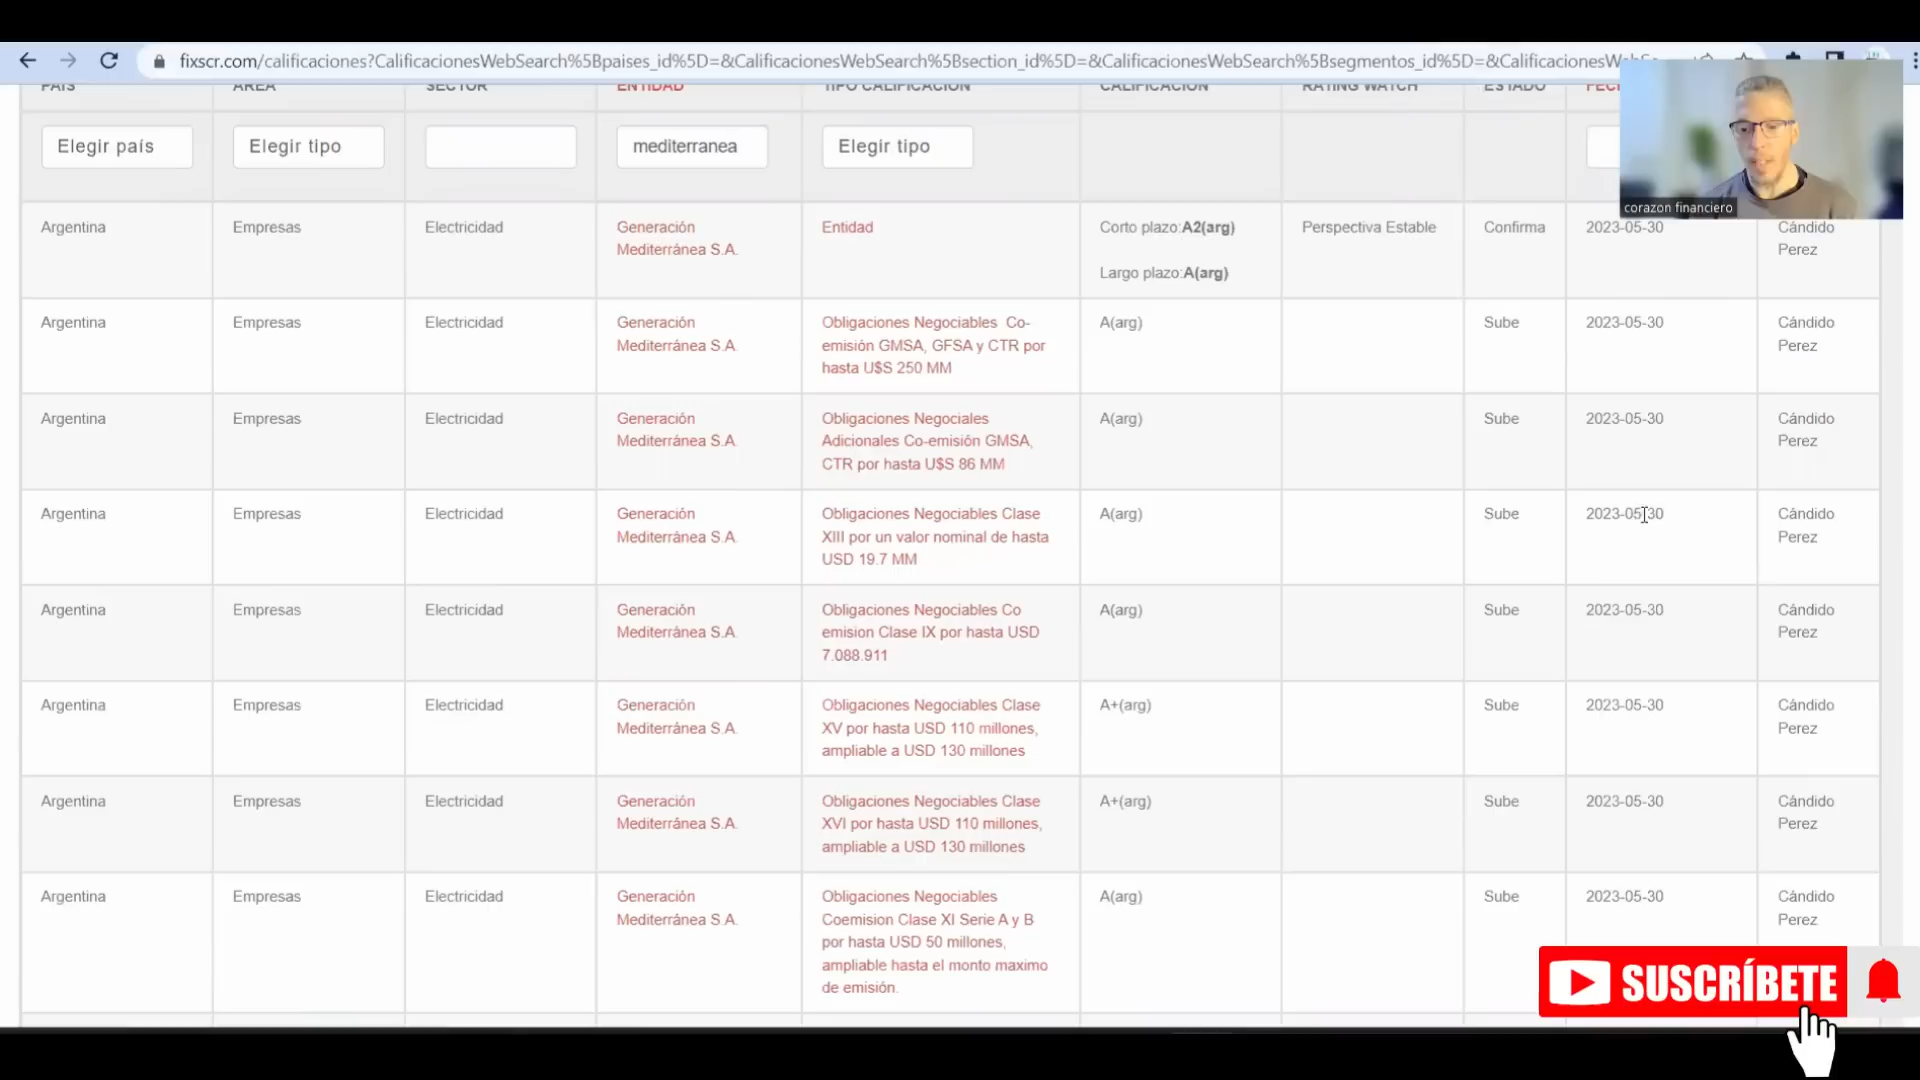 fixscr.com/calificaciones?CalificacionesWebSearch%5Bpaises_id%5D=&CalificacionesWebSearch%5Bsection_id%5D=&CalificacionesWebSearch%5Bsegmentos_id%5D=&CalificacionesWeb
PAÍS ÁREA SECTOR ENTIDAD TIPO CALIFICACIÓN CALIFICACIÓN RATING WATCH ESTADO
Elegir país Elegir tipo mediterranea Elegir tipo
corazon financiero
Argentina Empresas Electricidad Generación Entidad Corto plazo:A2(arg) Perspectiva Estable Confirma 2023-05-30 Cándido
Mediterránea S.A. Perez
Largo plazo:A(arg)
Argentina Empresas Electricidad Generación Obligaciones Negociables Co- A(arg) Sube 2023-05-30 Cándido
Mediterránea S.A. emisión GMSA, GFSA y CTR por Perez
hasta U$S 250 MM
Argentina Empresas Electricidad Generación Obligaciones Negociales A(arg) Sube 2023-05-30 Cándido
Mediterránea S.A. Adicionales Co-emisión GMSA, Perez
CTR por hasta U$S 86 MM
Argentina Empresas Electricidad Generación Obligaciones Negociables Clase A(arg) Sube 2023-05-30 Cándido
Mediterránea S.A. XIII por un valor nominal de hasta Perez
USD 19.7 MM
Argentina Empresas Electricidad Generación Obligaciones Negociables Co A(arg) Sube 2023-05-30 Cándido
Mediterránea S.A. emision Clase IX por hasta USD Perez
7.088.911
Argentina Empresas Electricidad Generación Obligaciones Negociables Clase A+(arg) Sube 2023-05-30 Cándido
Mediterránea S.A. XV por hasta USD 110 millones, Perez
ampliable a USD 130 millones
Argentina Empresas Electricidad Generación Obligaciones Negociables Clase A+(arg) Sube 2023-05-30 Cándido
Mediterránea S.A. XVI por hasta USD 110 millones, Perez
ampliable a USD 130 millones
Argentina Empresas Electricidad Generación Obligaciones Negociables A(arg) Sube 2023-05-30 Cándido
Mediterránea S.A. Coemision Clase XI Serie A y B Perez
por hasta USD 50 millones,
ampliable hasta el monto maximo
de emisión.
SUSCRÍBETE